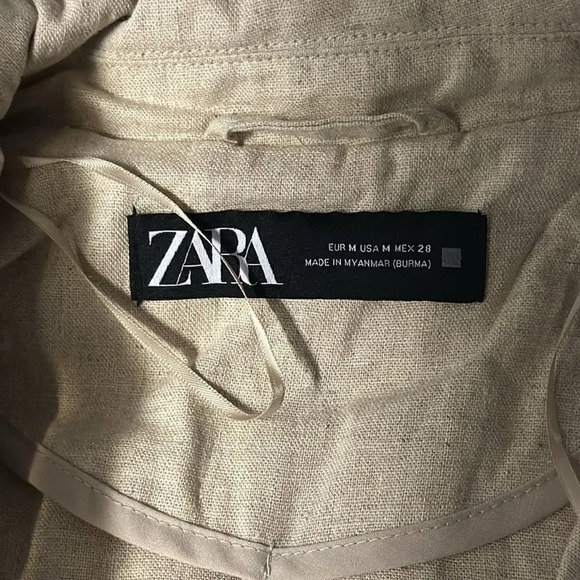 ZARA
EUR M USA M MEX 28
MADE IN MYANMAR (BURMA)